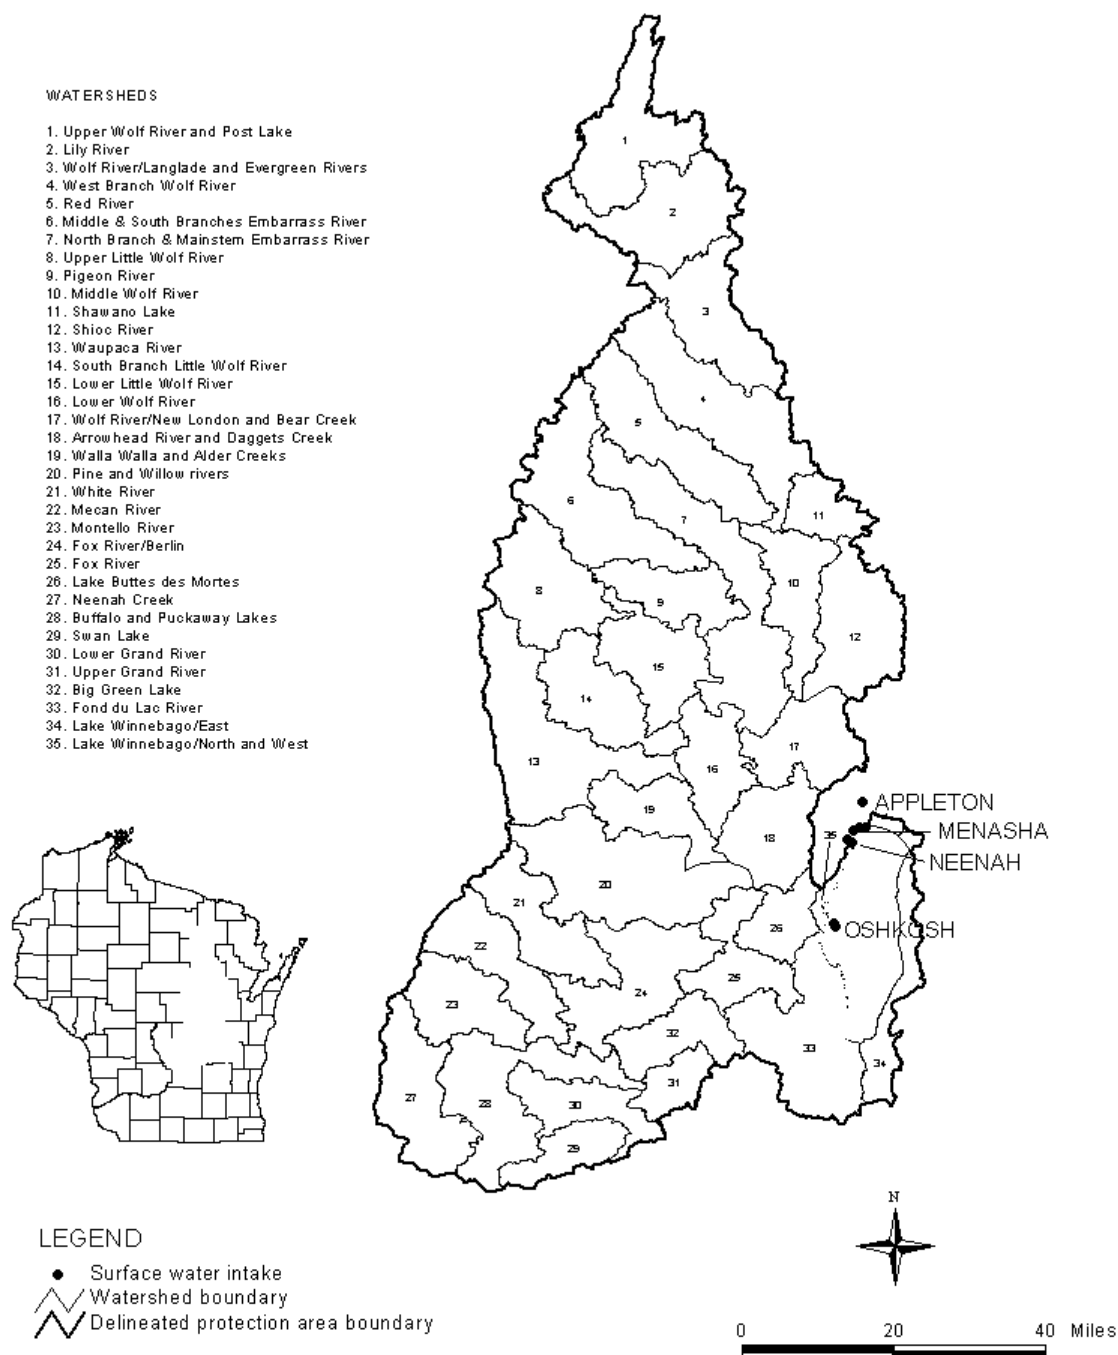 WATERSHEDS
1. Upper Wolf River and Post Lake
2. Lily River
3. Wolf River/Langlade and Evergreen Rivers
4. West Branch Wolf River
5. Red River
6. Middle & South Branches Embarrass River
7. North Branch & Mainstem Embarrass River
8. Upper Little Wolf River
9. Pigeon River
10. Middle Wolf River
11. Shawano Lake
12. Shioc River
13. Waupaca River
14. South Branch Little Wolf River
15. Lower Little Wolf River
16. Lower Wolf River
17. Wolf River/New London and Bear Creek
18. Arrowhead River and Daggets Creek
19. Walla Walla and Alder Creeks
20. Pine and Willow rivers
21. White River
22. Mecan River
23. Montello River
24. Fox River/Berlin
25. Fox River
26. Lake Buttes des Mortes
27. Neenah Creek
28. Buffalo and Puckaway Lakes
29. Swan Lake
30. Lower Grand River
31. Upper Grand River
32. Big Green Lake
33. Fond du Lac River
34. Lake Winnebago/East
35. Lake Winnebago/North and West
1
2
3
4
5
6
7
11
10
8
9
12
15
14
17
13
16
19
18
35
APPLETON
MENASHA
NEENAH
20
21
26
OSHKOSH
22
25
24
23
32
33
34
31
27
28
30
29
N
LEGEND
Surface water intake
Watershed boundary
Delineated protection area boundary
0 20 40 Miles